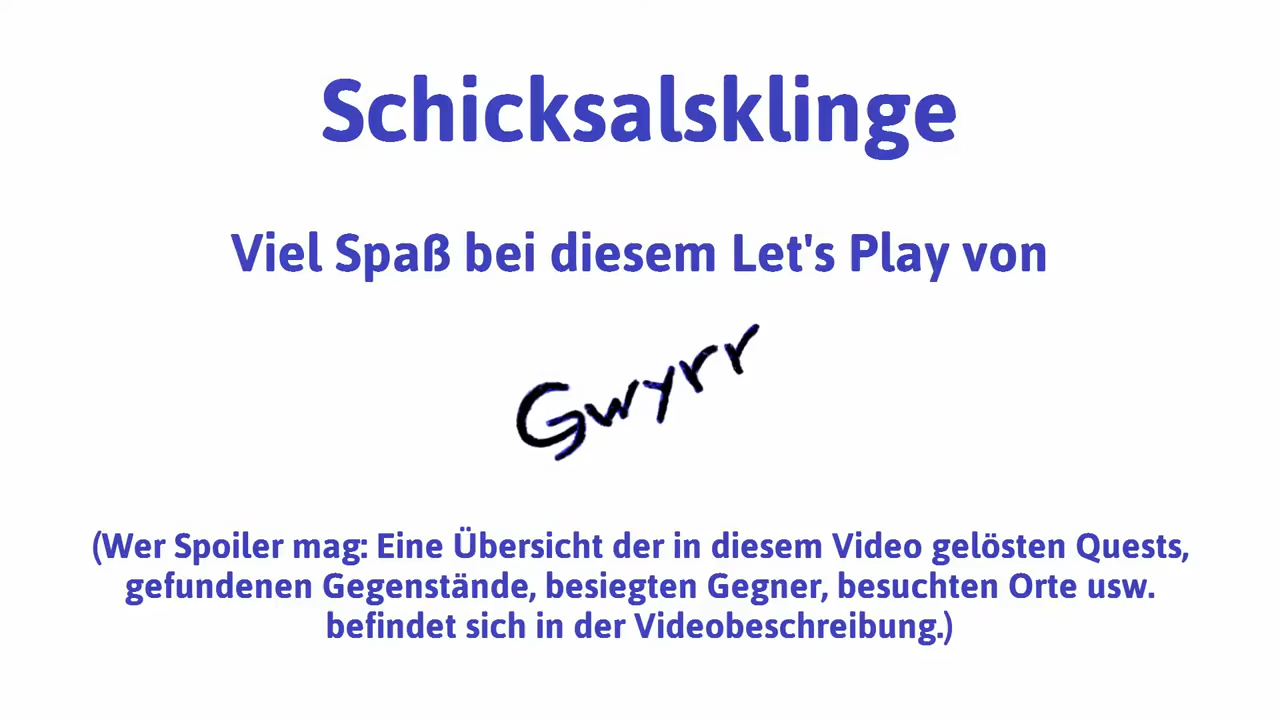 Schicksalsklinge
Viel Spaß bei diesem Let's Play von
Gwyrr
(Wer Spoiler mag: Eine Übersicht der in diesem Video gelösten Quests,
gefundenen Gegenstände, besiegten Gegner, besuchten Orte usw.
befindet sich in der Videobeschreibung.)